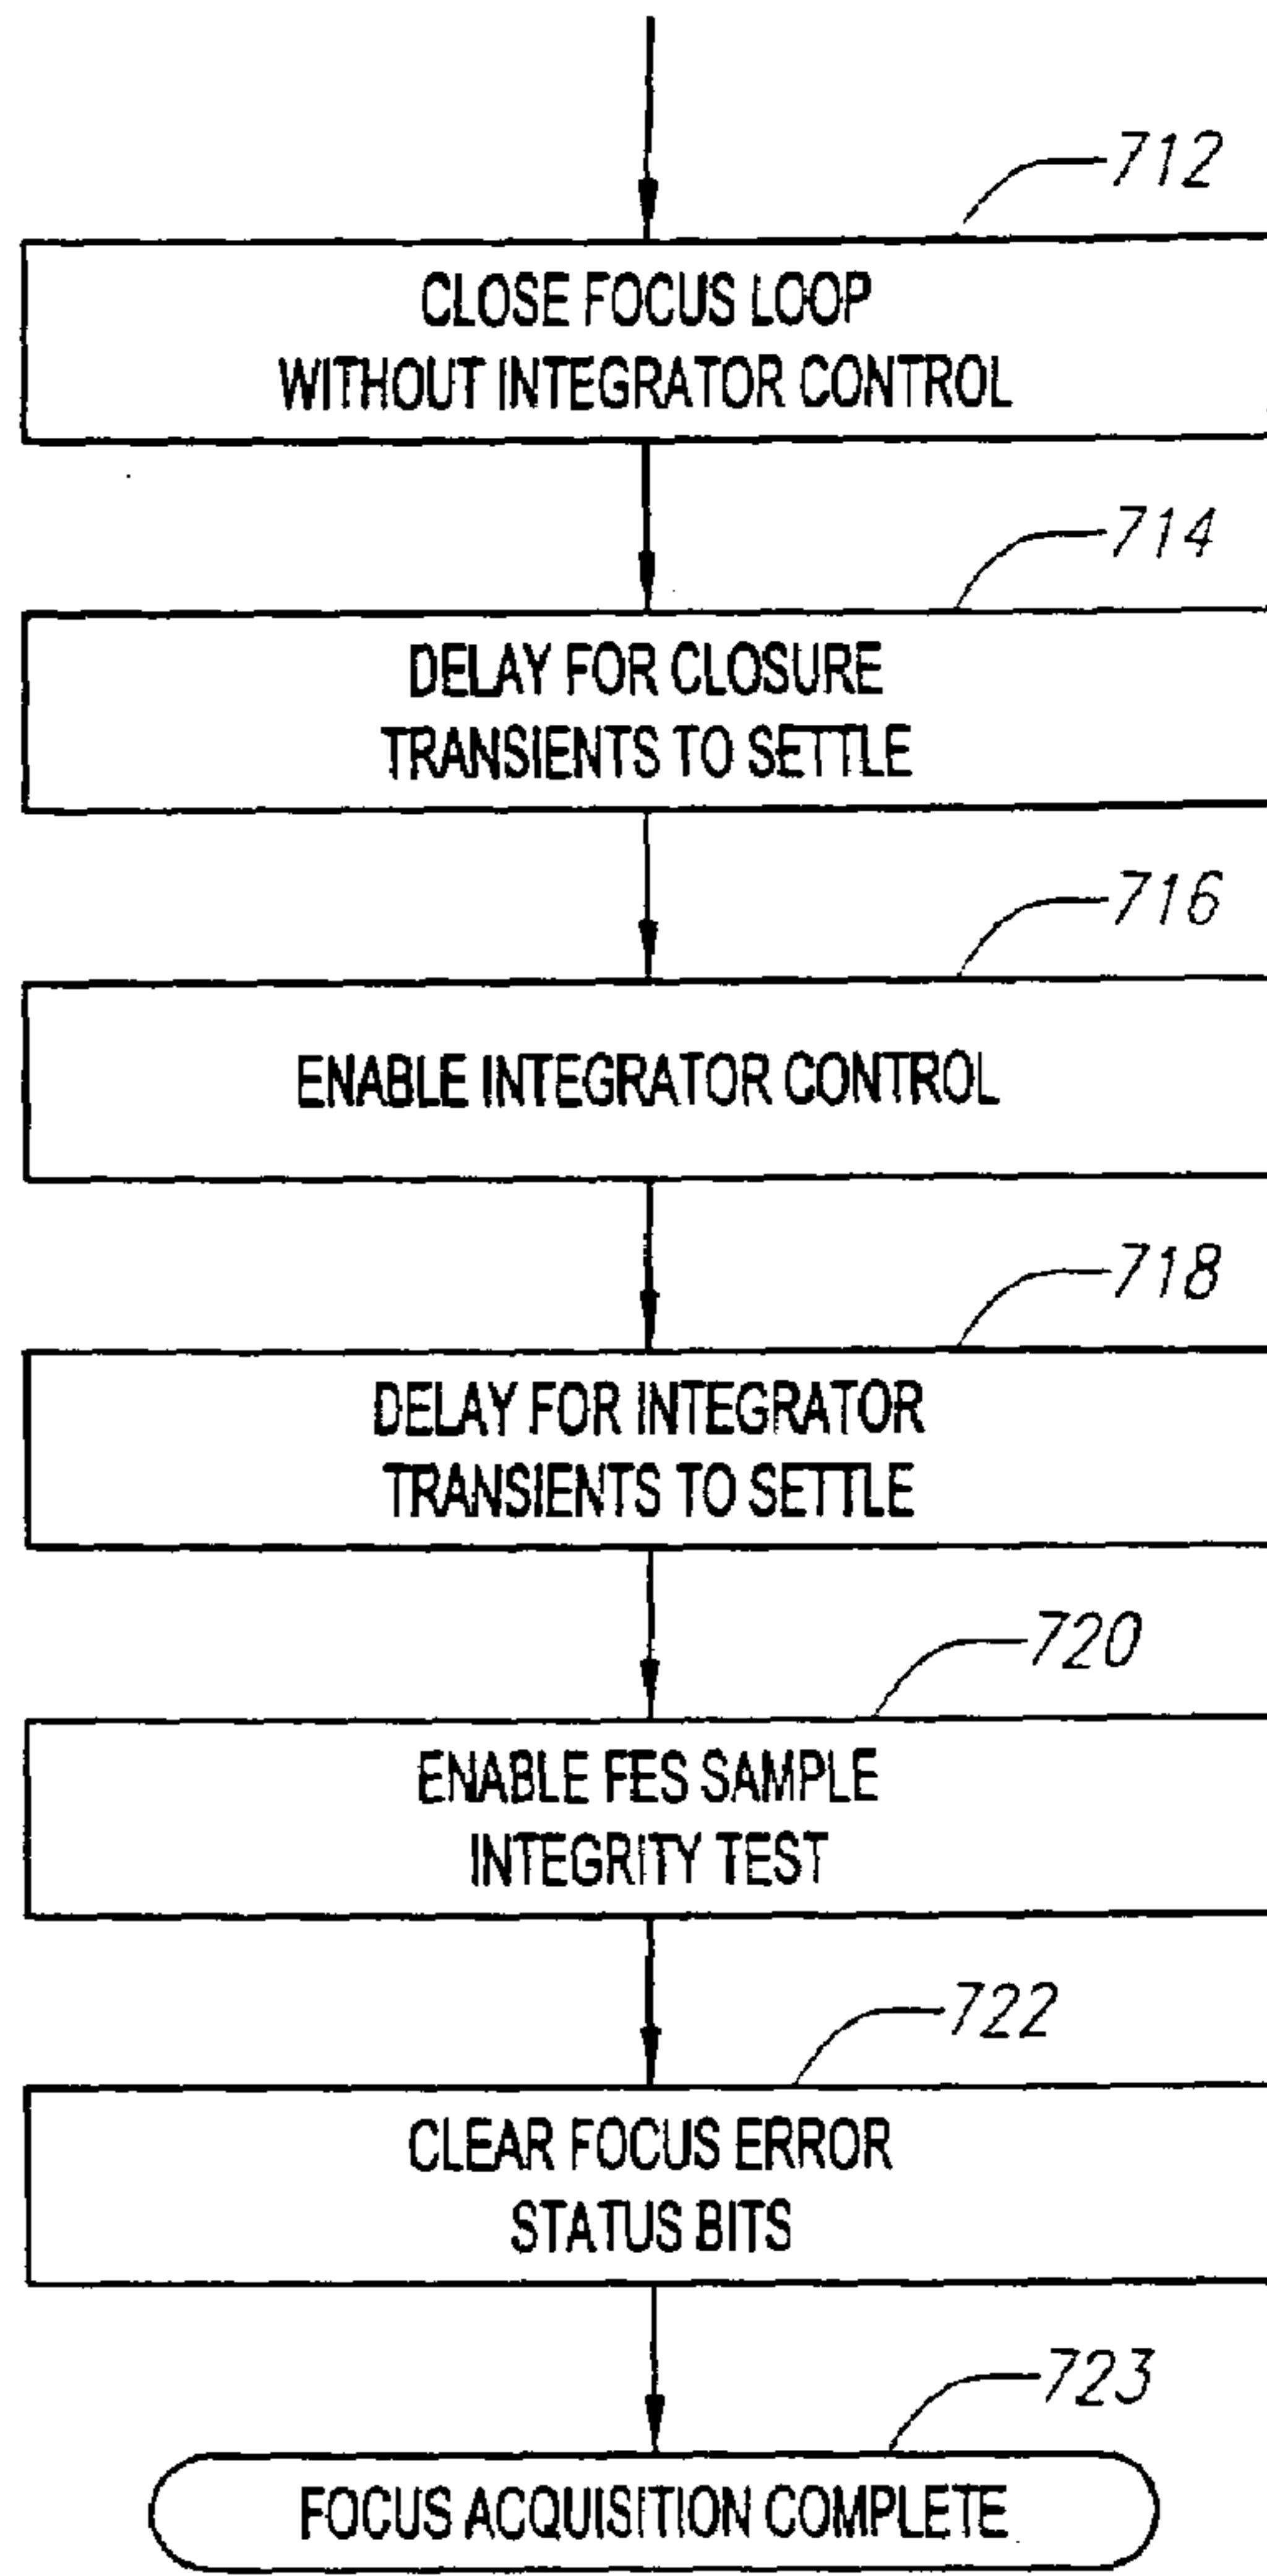 712
CLOSE FOCUS LOOP
WITHOUT INTEGRATOR CONTROL
714
DELAY FOR CLOSURE
TRANSIENTS TO SETTLE
716
ENABLE INTEGRATOR CONTROL
718
DELAY FOR INTEGRATOR
TRANSIENTS TO SETTLE
720
ENABLE FES SAMPLE
INTEGRITY TEST
722
CLEAR FOCUS ERROR
STATUS BITS
723
FOCUS ACQUISITION COMPLETE